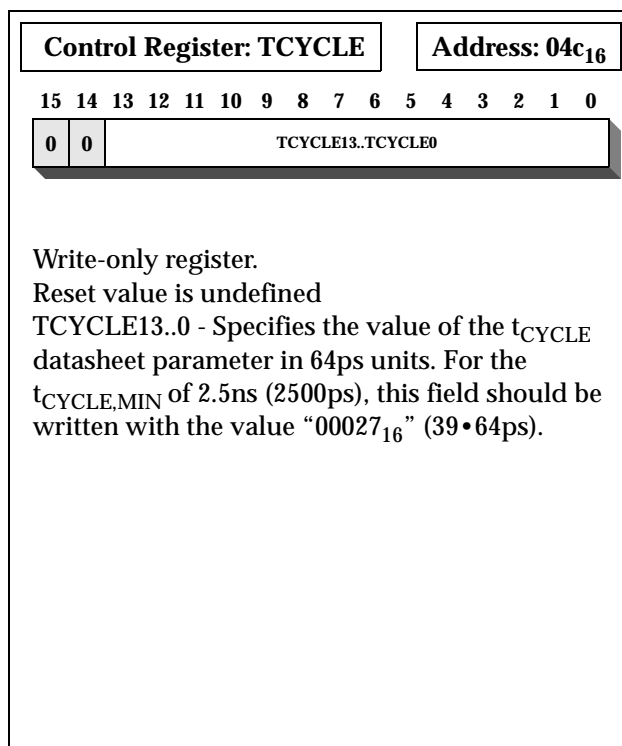 Control Register: TCYCLE
Address: 04c16
15 14 13 12 11 10 9 8 7 6 5 4 3 2 1 0
0 0 TCYCLE13..TCYCLE0
Write-only register.
Reset value is undefined
TCYCLE13..0 - Specifies the value of the tCYCLE
datasheet parameter in 64ps units. For the
tCYCLE,MIN of 2.5ns (2500ps), this field should be
written with the value “0002716” (39•64ps).